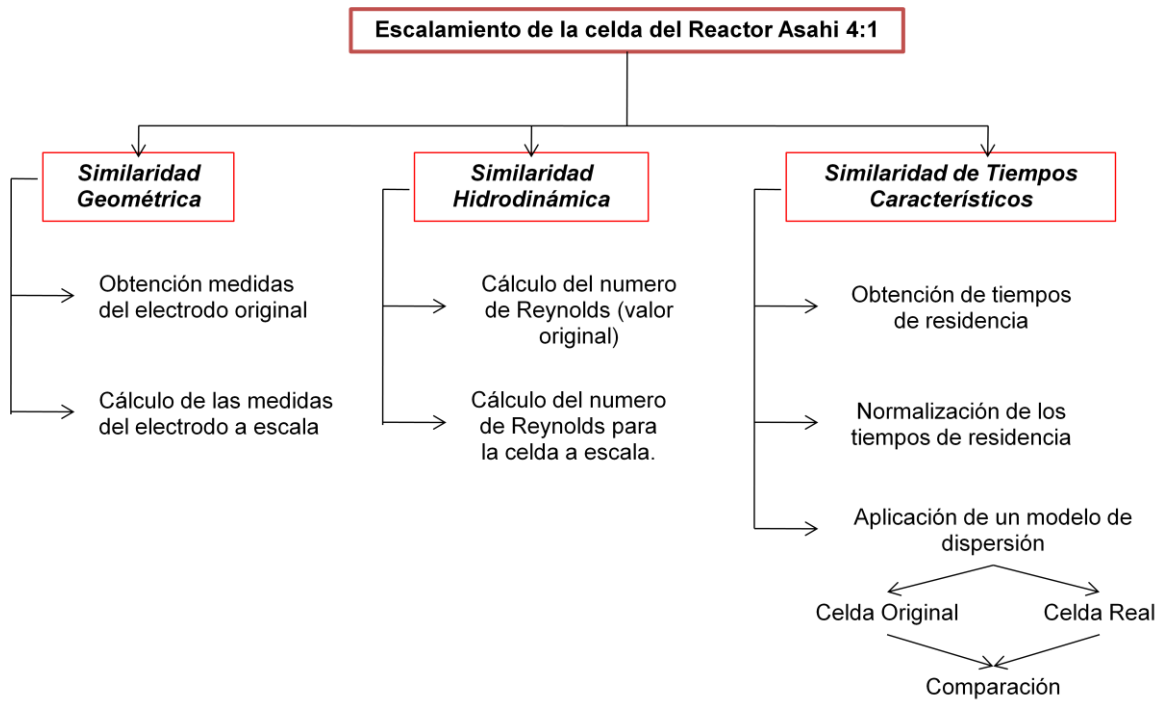 Escalamiento de la celda del Reactor Asahi 4:1
Similaridad
Geométrica
Obtención medidas
del electrodo original
Cálculo de las medidas
del electrodo a escala
Similaridad
Hidrodinámica
Cálculo del numero
de Reynolds (valor
original)
Cálculo del numero
de Reynolds para
la celda a escala.
Similaridad de Tiempos
Característicos
Obtención de tiempos
de residencia
Normalización de los
tiempos de residencia
Aplicación de un modelo de
dispersión
Celda Original
Celda Real
Comparación